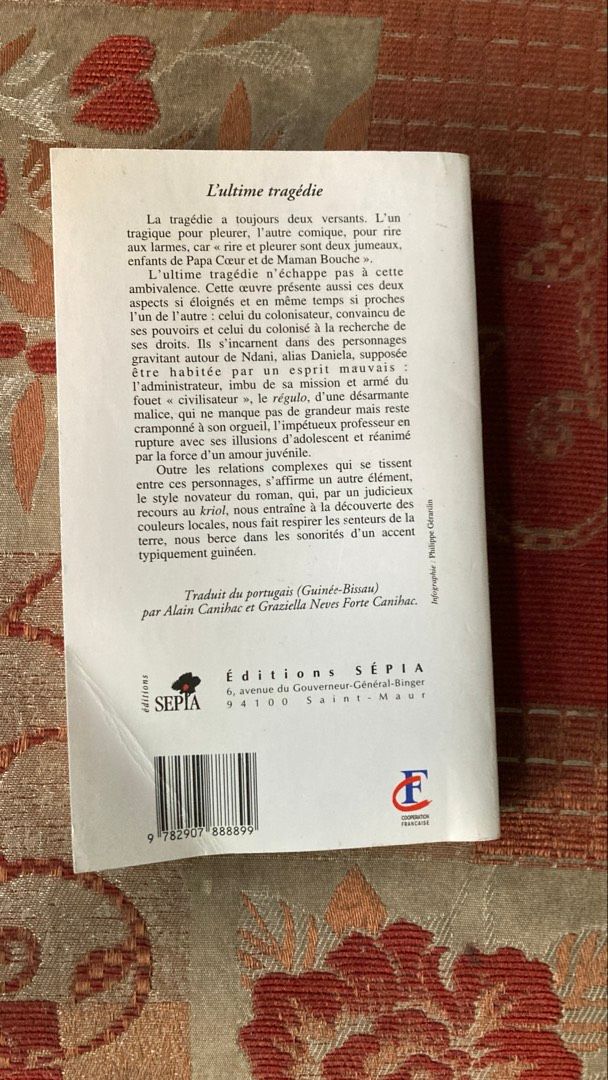 L'ultime tragédie
La tragédie a toujours deux versants. L'un
tragique pour pleurer, l'autre comique, pour rire
aux larmes, car « rire et pleurer sont deux jumeaux,
enfants de Papa Cœur et de Maman Bouche ».
L'ultime tragédie n'échappe pas à cette
ambivalence. Cette œuvre présente aussi ces deux
aspects si éloignés et en même temps si proches
l'un de l'autre : celui du colonisateur, convaincu de
ses pouvoirs et celui du colonisé à la recherche de
ses droits. Ils s'incarnent dans des personnages
gravitant autour de Ndani, alias Daniela, supposée
être habitée par un esprit mauvais :
l'administrateur, imbu de sa mission et armé du
fouet « civilisateur », le régulo, d'une désarmante
malice, qui ne manque pas de grandeur mais reste
cramponné à son orgueil, l'impétueux professeur en
rupture avec ses illusions d'adolescent et réanimé
par la force d'un amour juvénile.
Outre les relations complexes qui se tissent
entre ces personnages, s'affirme un autre élément,
le style novateur du roman, qui, par un judicieux
recours au kriol, nous entraîne à la découverte des
couleurs locales, nous fait respirer les senteurs de la
terre, nous berce dans les sonorités d'un accent
typiquement guinéen.
Infographie : Philippe Gérardin
Traduit du portugais (Guinée-Bissau)
par Alain Canihac et Graziella Neves Forte Canihac.
éditions
SEPIA
Éditions SÉPIA
6, avenue du Gouverneur-Général-Binger
94100 Saint-Maur
9 782907 888899
CF
COOPÉRATION
FRANÇAISE